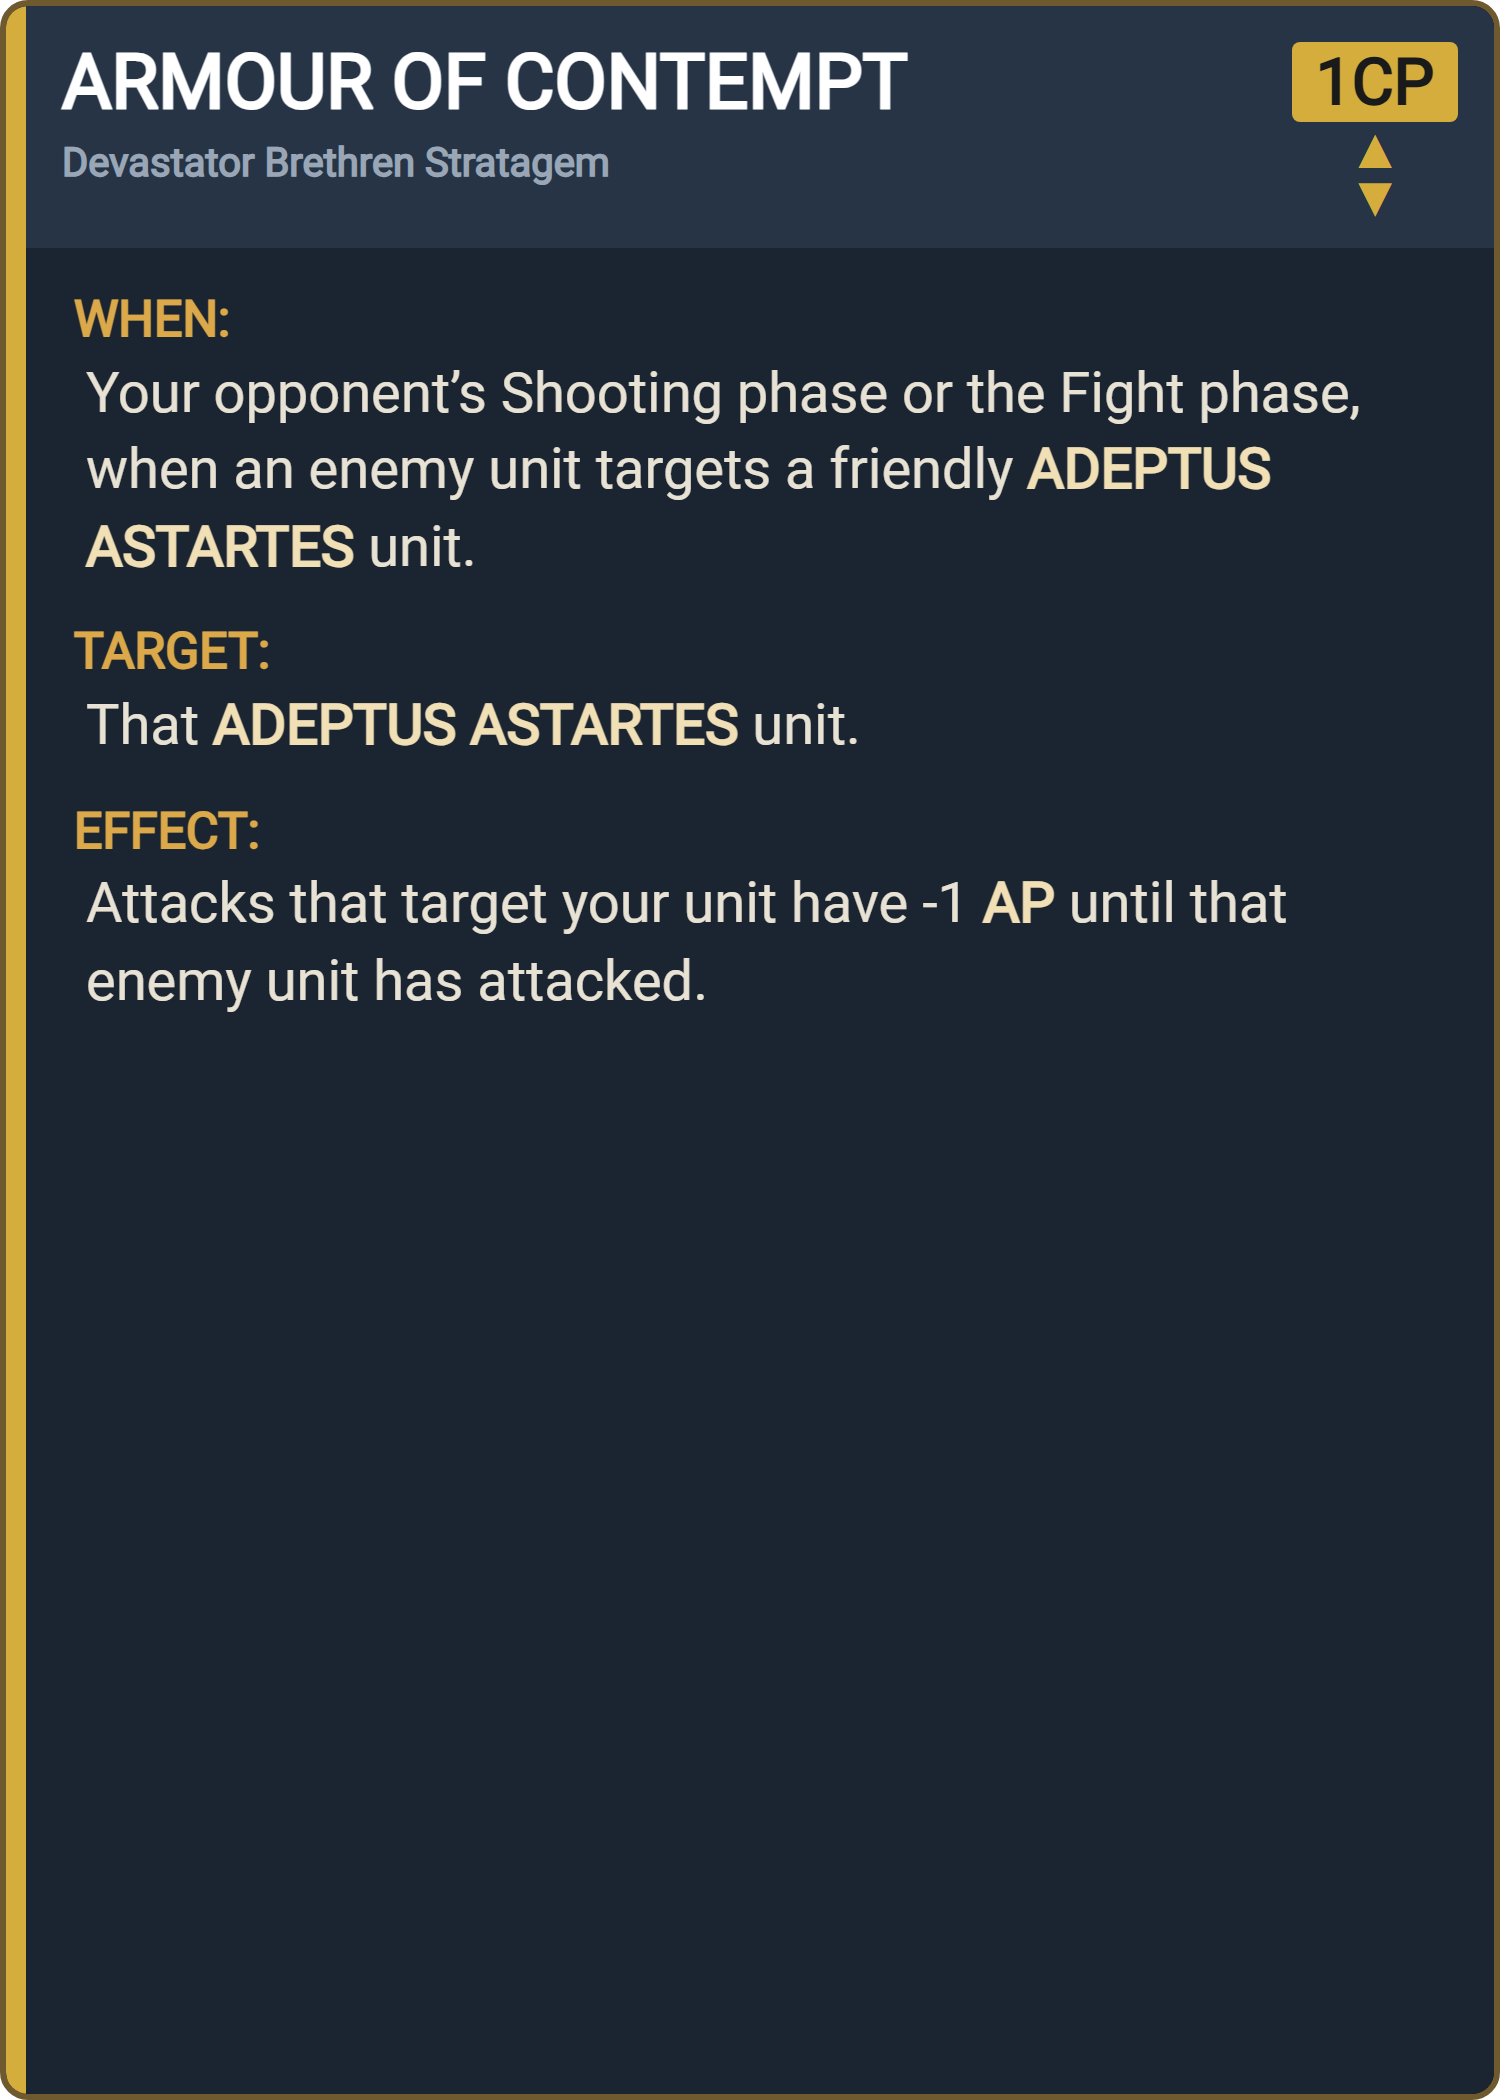 ARMOUR OF CONTEMPT
1CP
Devastator Brethren Stratagem
▲
▼
WHEN:
Your opponent’s Shooting phase or the Fight phase,
when an enemy unit targets a friendly ADEPTUS
ASTARTES unit.
TARGET:
That ADEPTUS ASTARTES unit.
EFFECT:
Attacks that target your unit have -1 AP until that
enemy unit has attacked.